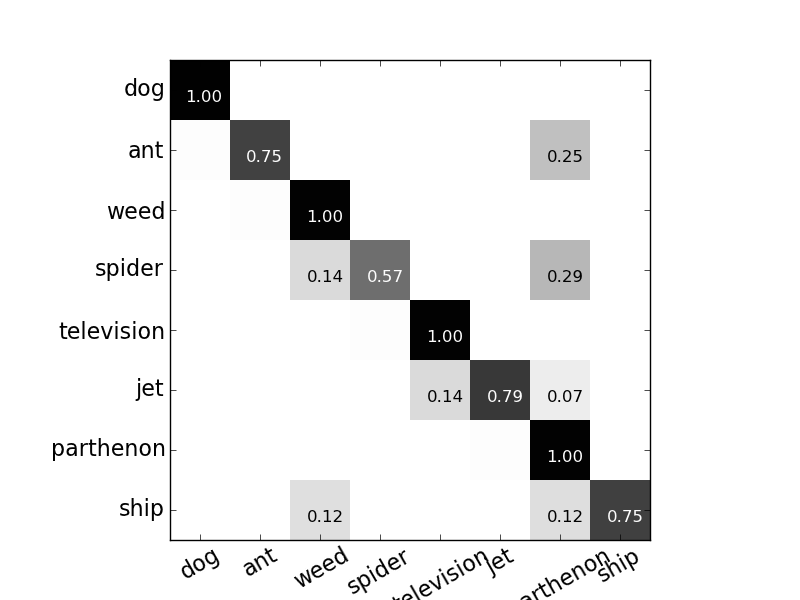 dog 1.00
ant 0.75 0.25
weed 1.00
spider 0.14 0.57 0.29
television 1.00
jet 0.14 0.79 0.07
parthenon 1.00
ship 0.12 0.12 0.75
dog ant weed spider television jet arthenon ship